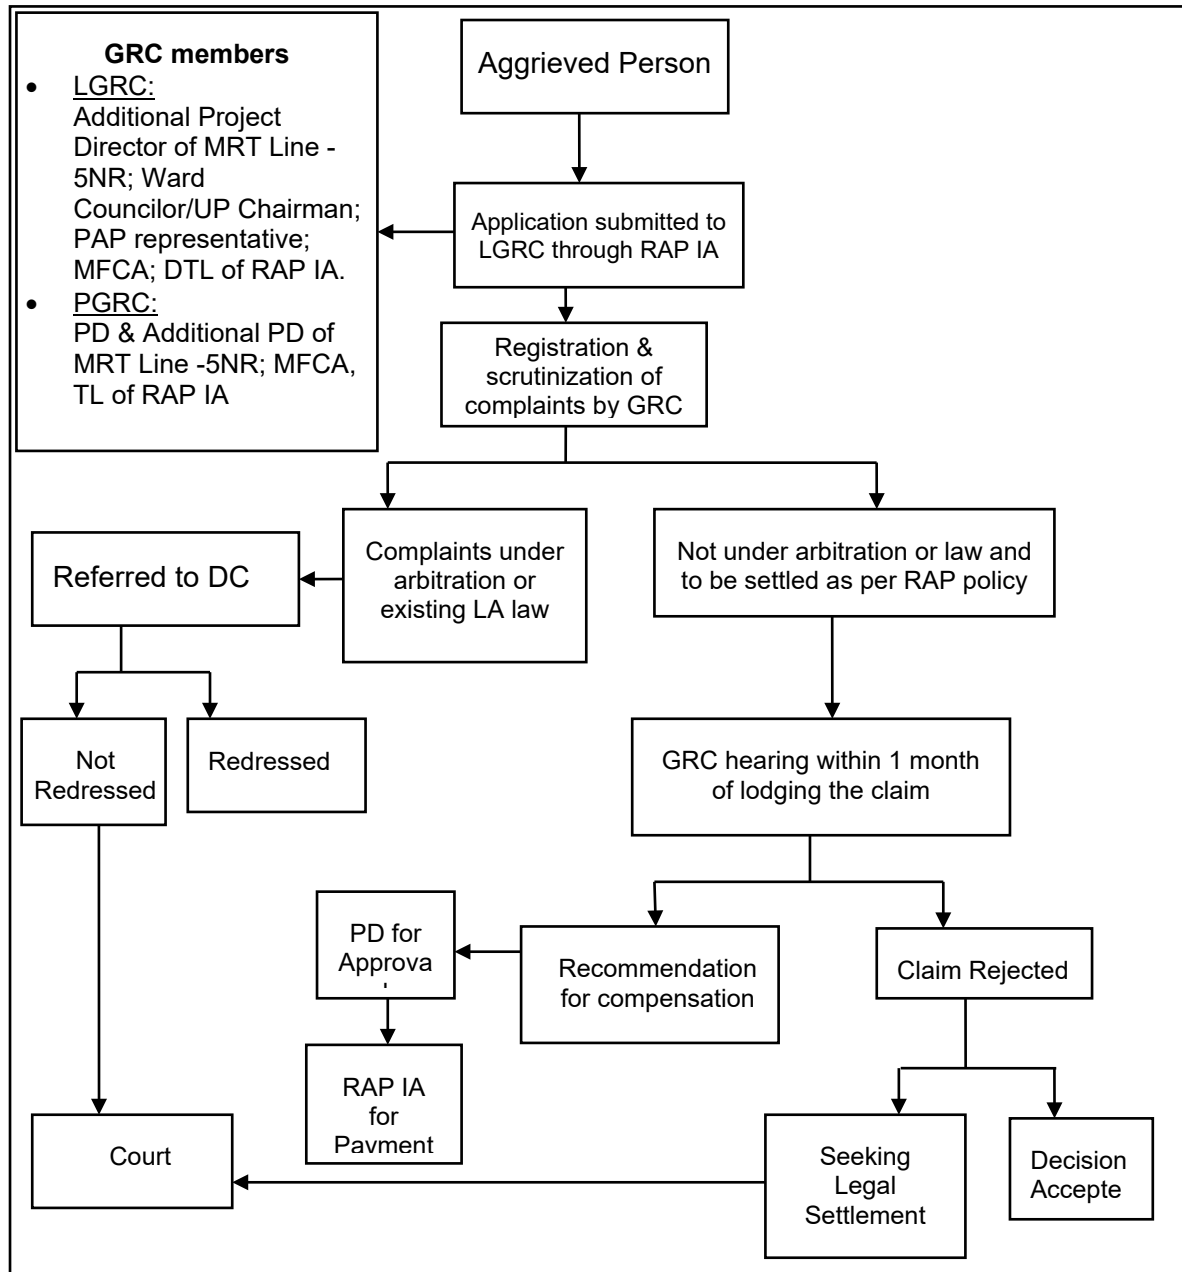 GRC members
• LGRC:
Additional Project
Director of MRT Line -
5NR; Ward
Councilor/UP Chairman;
PAP representative;
MFCA; DTL of RAP IA.
• PGRC:
PD & Additional PD of
MRT Line -5NR; MFCA,
TL of RAP IA
Aggrieved Person
Application submitted to
LGRC through RAP IA
Registration &
scrutinization of
complaints by GRC
Referred to DC
Complaints under
arbitration or
existing LA law
Not under arbitration or law and
to be settled as per RAP policy
Not
Redressed
Redressed
GRC hearing within 1 month
of lodging the claim
PD for
Approva
Recommendation
for compensation
Claim Rejected
RAP IA
for
Payment
Court
Seeking
Legal
Settlement
Decision
Accepte